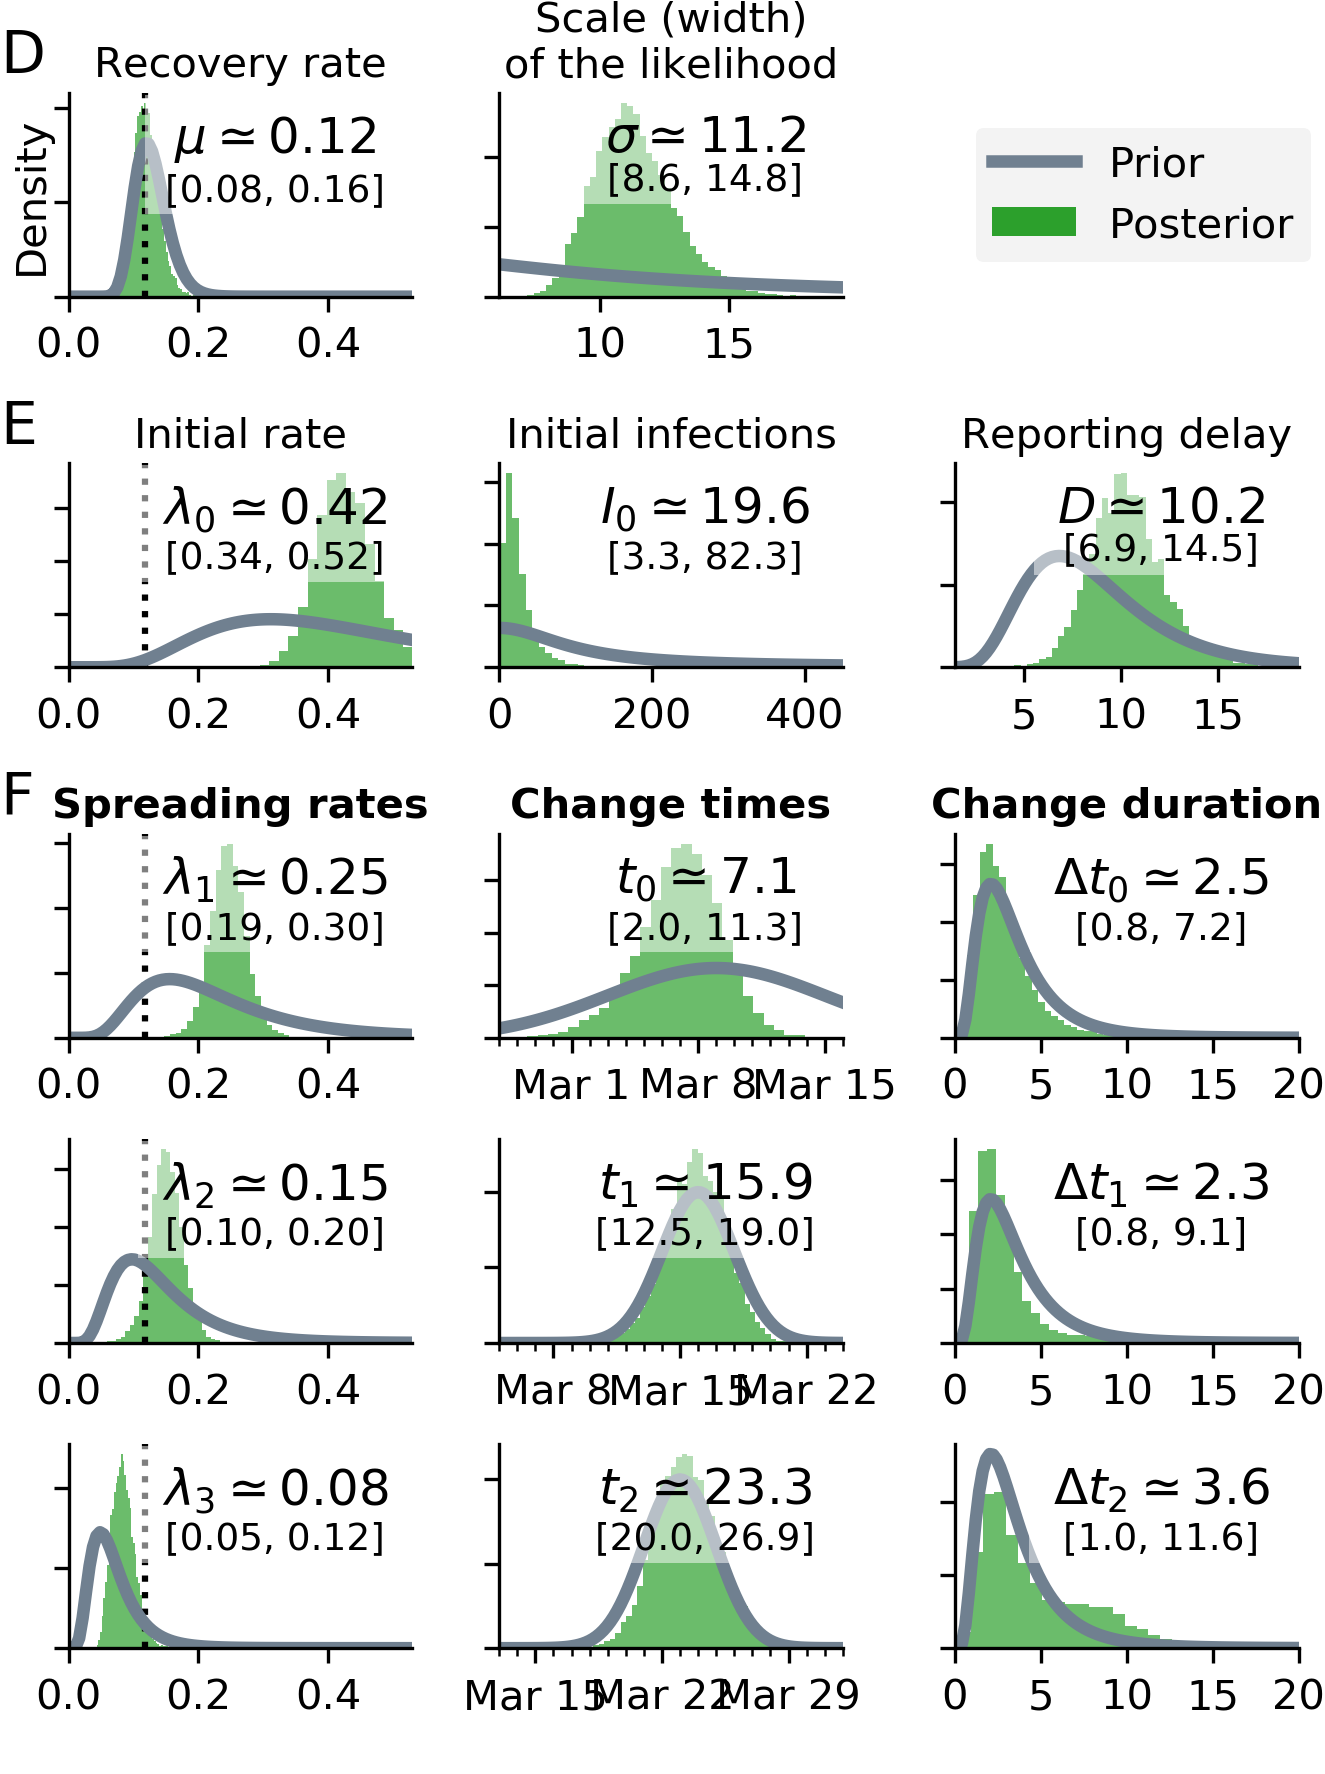 D
Recovery rate
Scale (width)
of the likelihood
Density
μ ≃ 0.12
[0.08, 0.16]
0.0 0.2 0.4
σ ≃ 11.2
[8.6, 14.8]
10 15
Prior
Posterior
E
Initial rate
λ0 ≃ 0.42
[0.34, 0.52]
0.0 0.2 0.4
Initial infections
I0 ≃ 19.6
[3.3, 82.3]
0 200 400
Reporting delay
D ≃ 10.2
[6.9, 14.5]
5 10 15
F
Spreading rates
Change times
Change duration
λ1 ≃ 0.25
[0.19, 0.30]
0.0 0.2 0.4
t0 ≃ 7.1
[2.0, 11.3]
Mar 1 Mar 8 Mar 15
Δt0 ≃ 2.5
[0.8, 7.2]
0 5 10 15 20
λ2 ≃ 0.15
[0.10, 0.20]
0.0 0.2 0.4
t1 ≃ 15.9
[12.5, 19.0]
Mar 8 Mar 15 Mar 22
Δt1 ≃ 2.3
[0.8, 9.1]
0 5 10 15 20
λ3 ≃ 0.08
[0.05, 0.12]
0.0 0.2 0.4
t2 ≃ 23.3
[20.0, 26.9]
Mar 15 Mar 22 Mar 29
Δt2 ≃ 3.6
[1.0, 11.6]
0 5 10 15 20